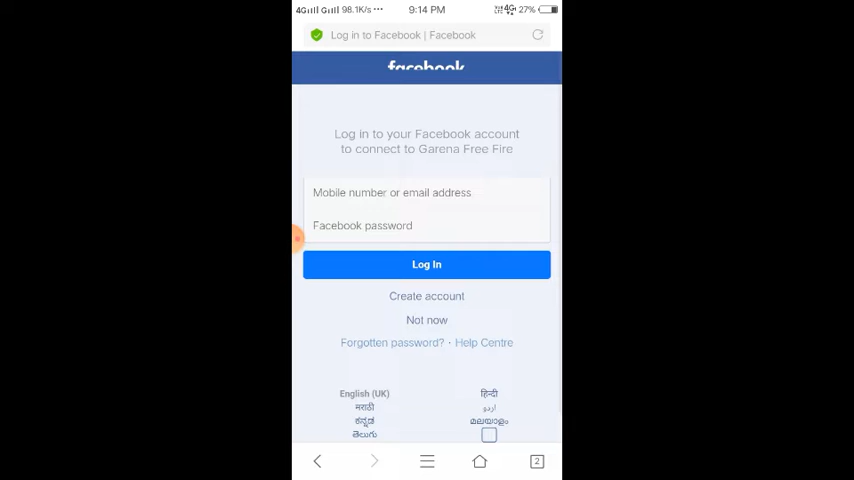 4G G 98.1K/s ••• 9:14 PM 4G 27%
Log in to Facebook | Facebook
facebook
Log in to your Facebook account
to connect to Garena Free Fire
Mobile number or email address
Facebook password
Log In
Create account
Not now
Forgotten password? · Help Centre
English (UK) हिन्दी
मराठी اردو
ಕನ್ನಡ മലയാളം
తెలుగు
2